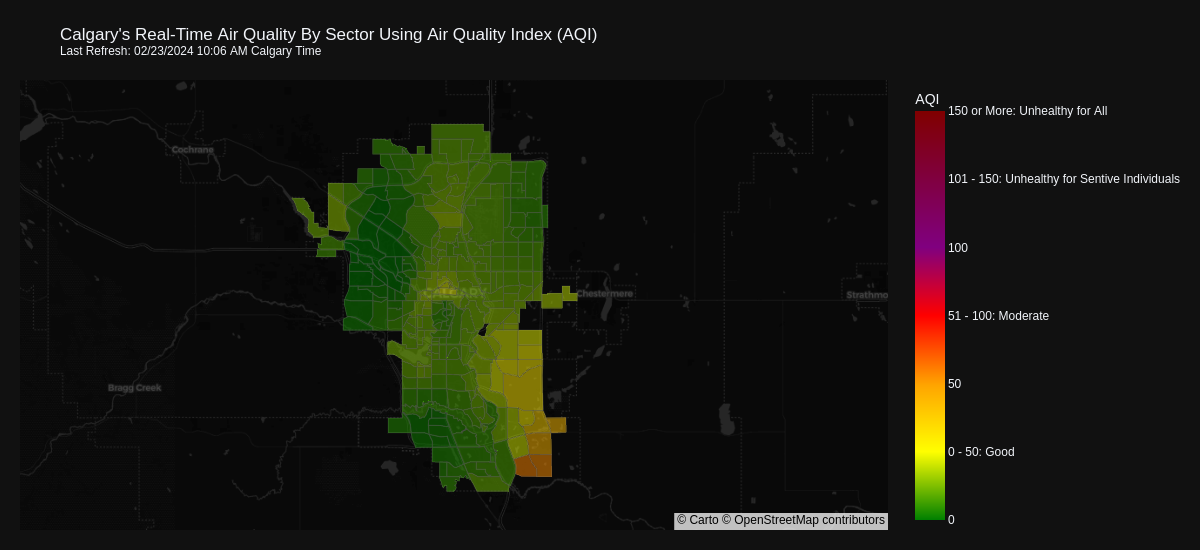 Calgary's Real-Time Air Quality By Sector Using Air Quality Index (AQI)
Last Refresh: 02/23/2024 10:06 AM Calgary Time
AQI
150 or More: Unhealthy for All
101 - 150: Unhealthy for Sentive Individuals
100
51 - 100: Moderate
50
0 - 50: Good
0
Cochrane
CALGARY
Chestermere
Strathmo
Bragg Creek
© Carto © OpenStreetMap contributors